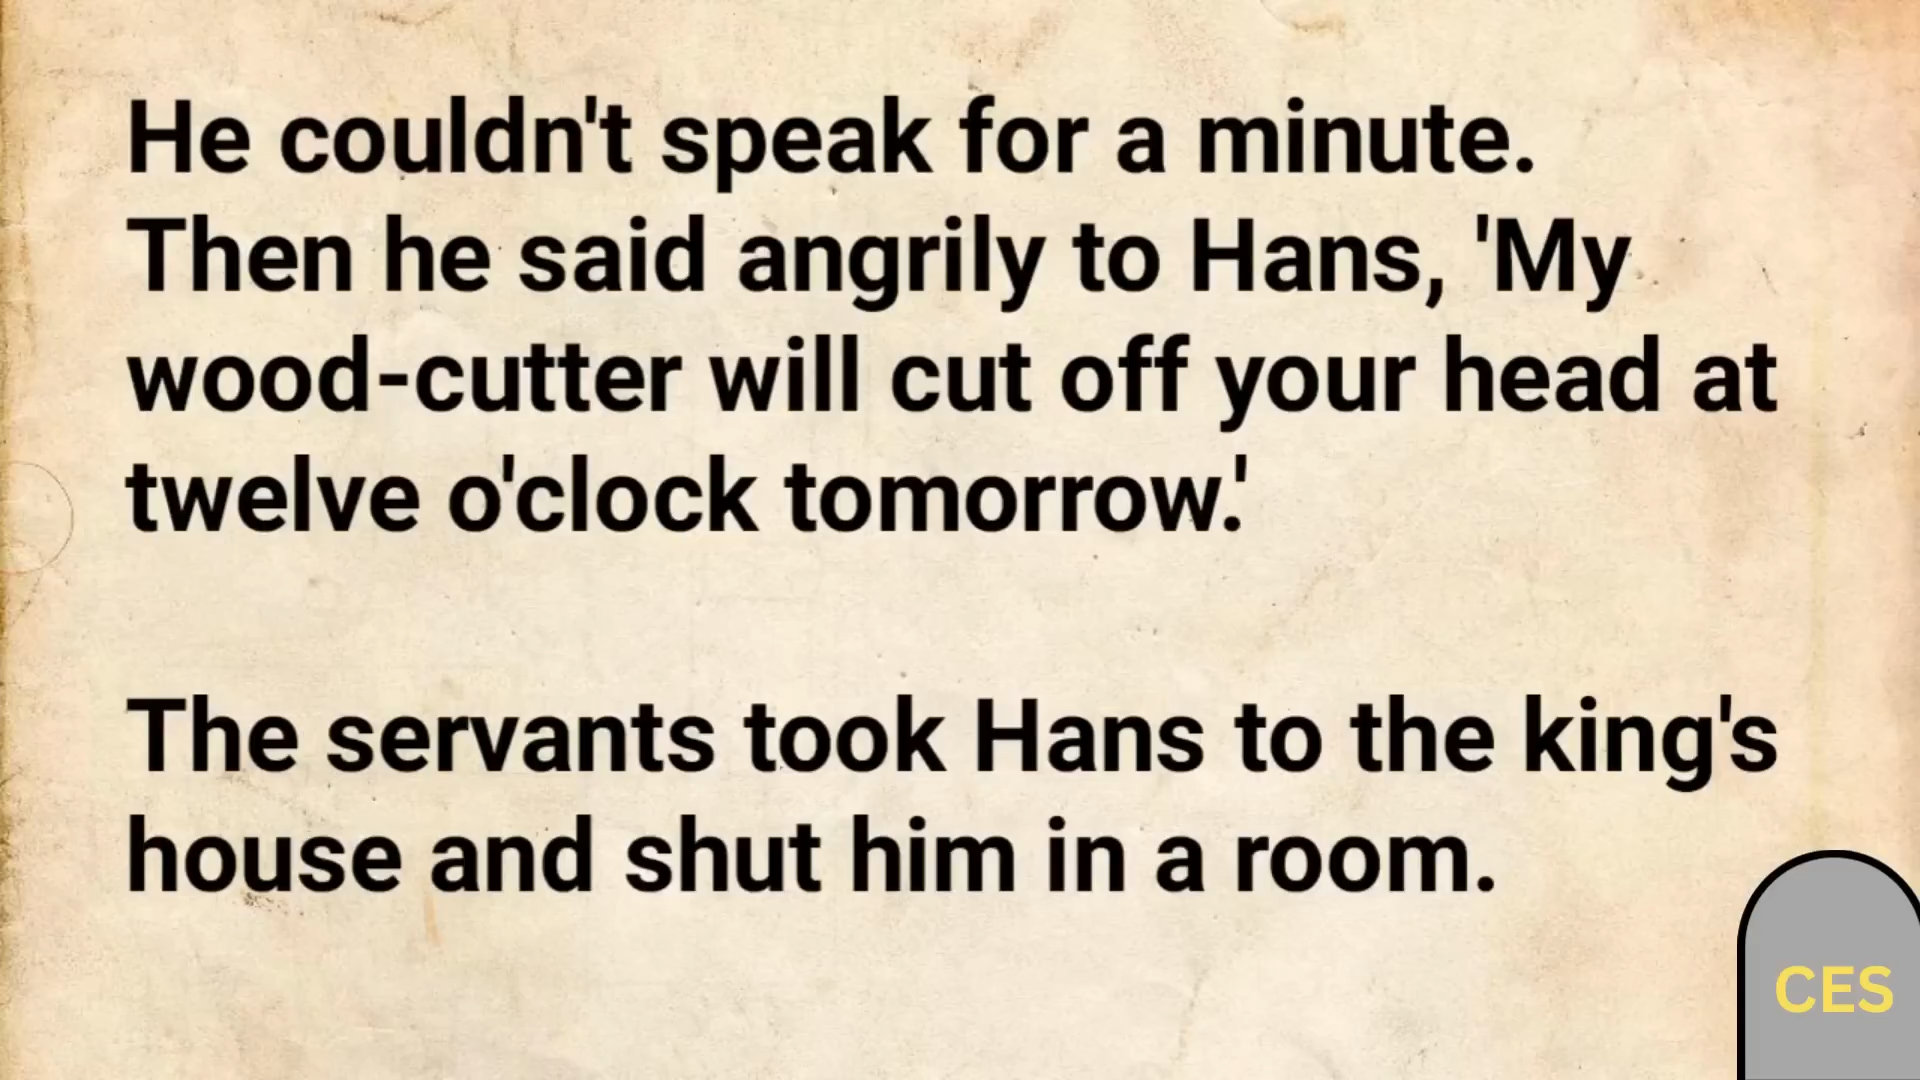 He couldn't speak for a minute.
Then he said angrily to Hans, 'My
wood-cutter will cut off your head at
twelve o'clock tomorrow.'
The servants took Hans to the king's
house and shut him in a room.
CES